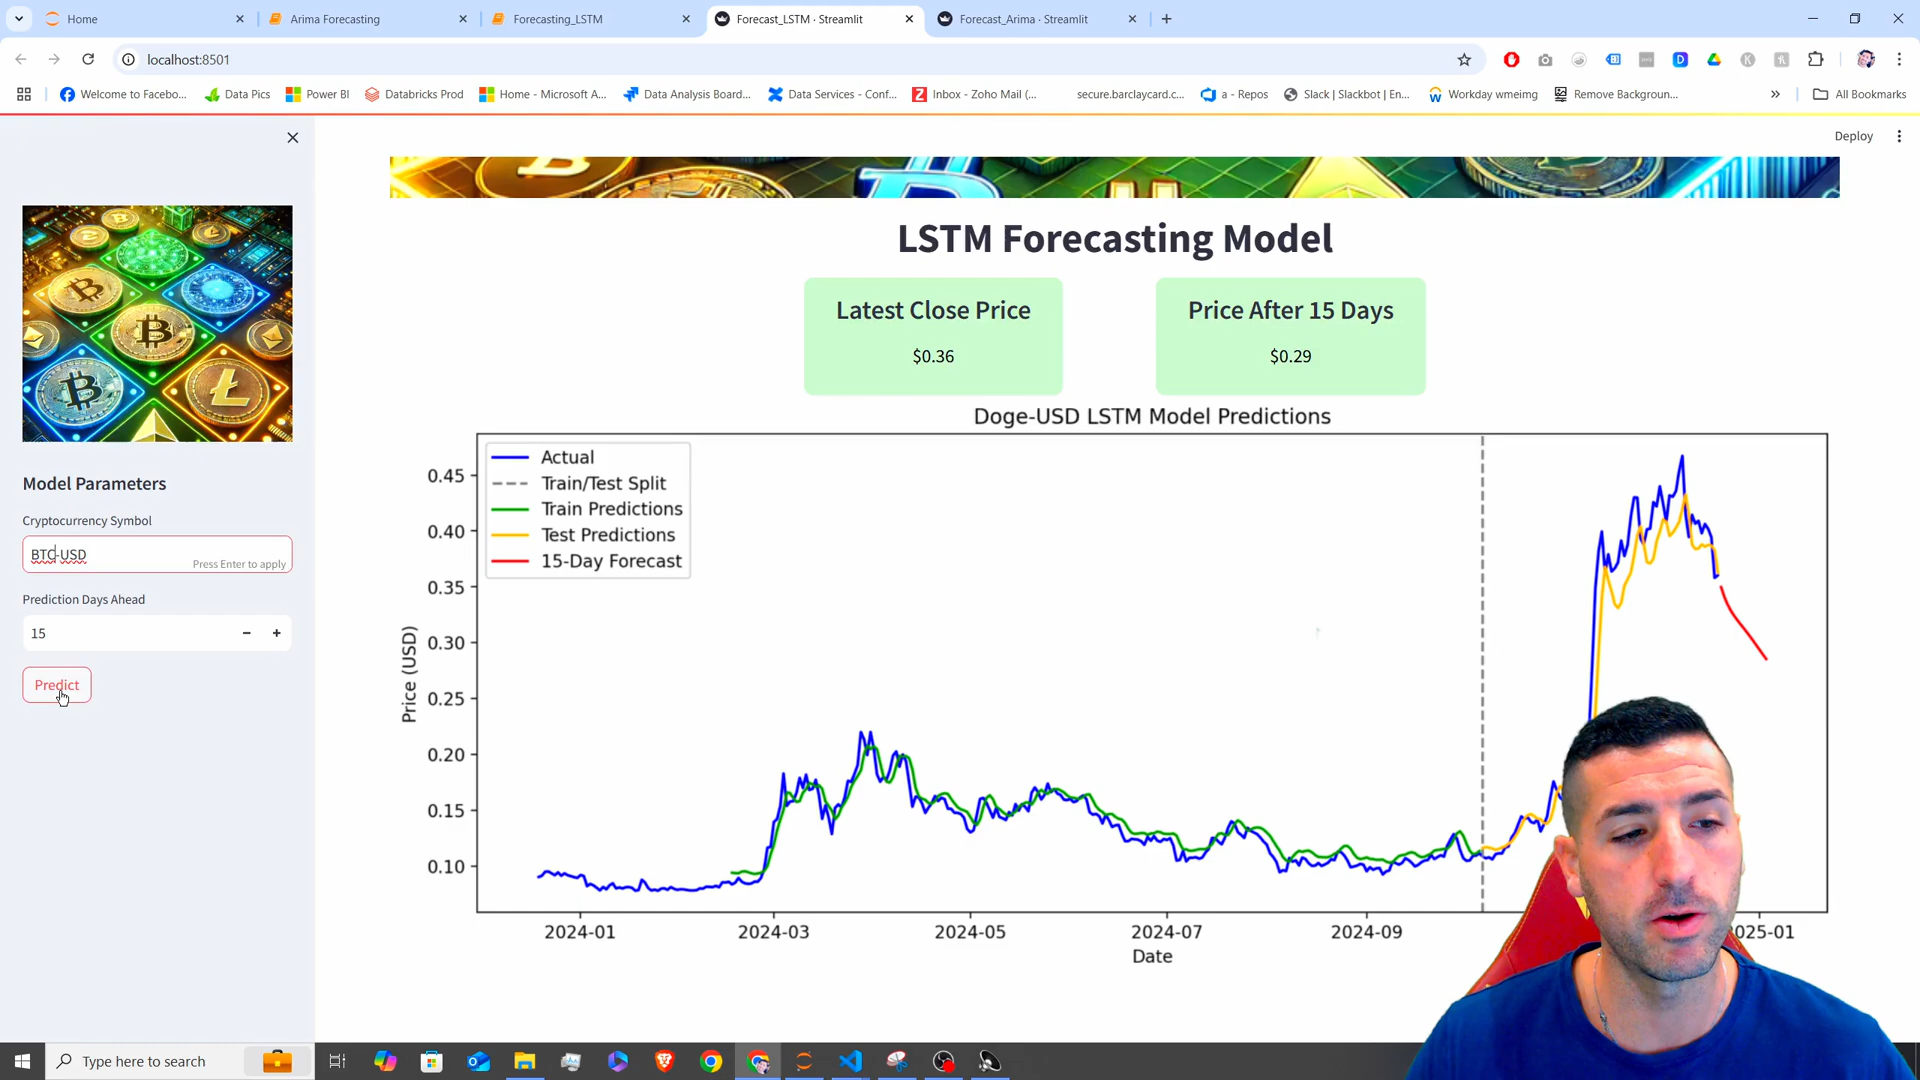 Home
Arima Forecasting
Forecasting_LSTM
Forecast_LSTM · Streamlit
Forecast_Arima · Streamlit
localhost:8501
Welcome to Facebo...
Data Pics
Power BI
Databricks Prod
Home - Microsoft A...
Data Analysis Board...
Data Services - Conf...
Inbox - Zoho Mail (...
secure.barclaycard.c...
a - Repos
Slack | Slackbot | En...
Workday wmeimg
Remove Backgroun...
All Bookmarks
Deploy
LSTM Forecasting Model
Latest Close Price
$0.36
Price After 15 Days
$0.29
Model Parameters
Cryptocurrency Symbol
BTC-USD
Press Enter to apply
Prediction Days Ahead
15
Predict
Doge-USD LSTM Model Predictions
Actual
Train/Test Split
Train Predictions
Test Predictions
15-Day Forecast
0.45
0.40
0.35
0.30
0.25
0.20
0.15
0.10
Price (USD)
2024-01
2024-03
2024-05
2024-07
2024-09
025-01
Date
Type here to search